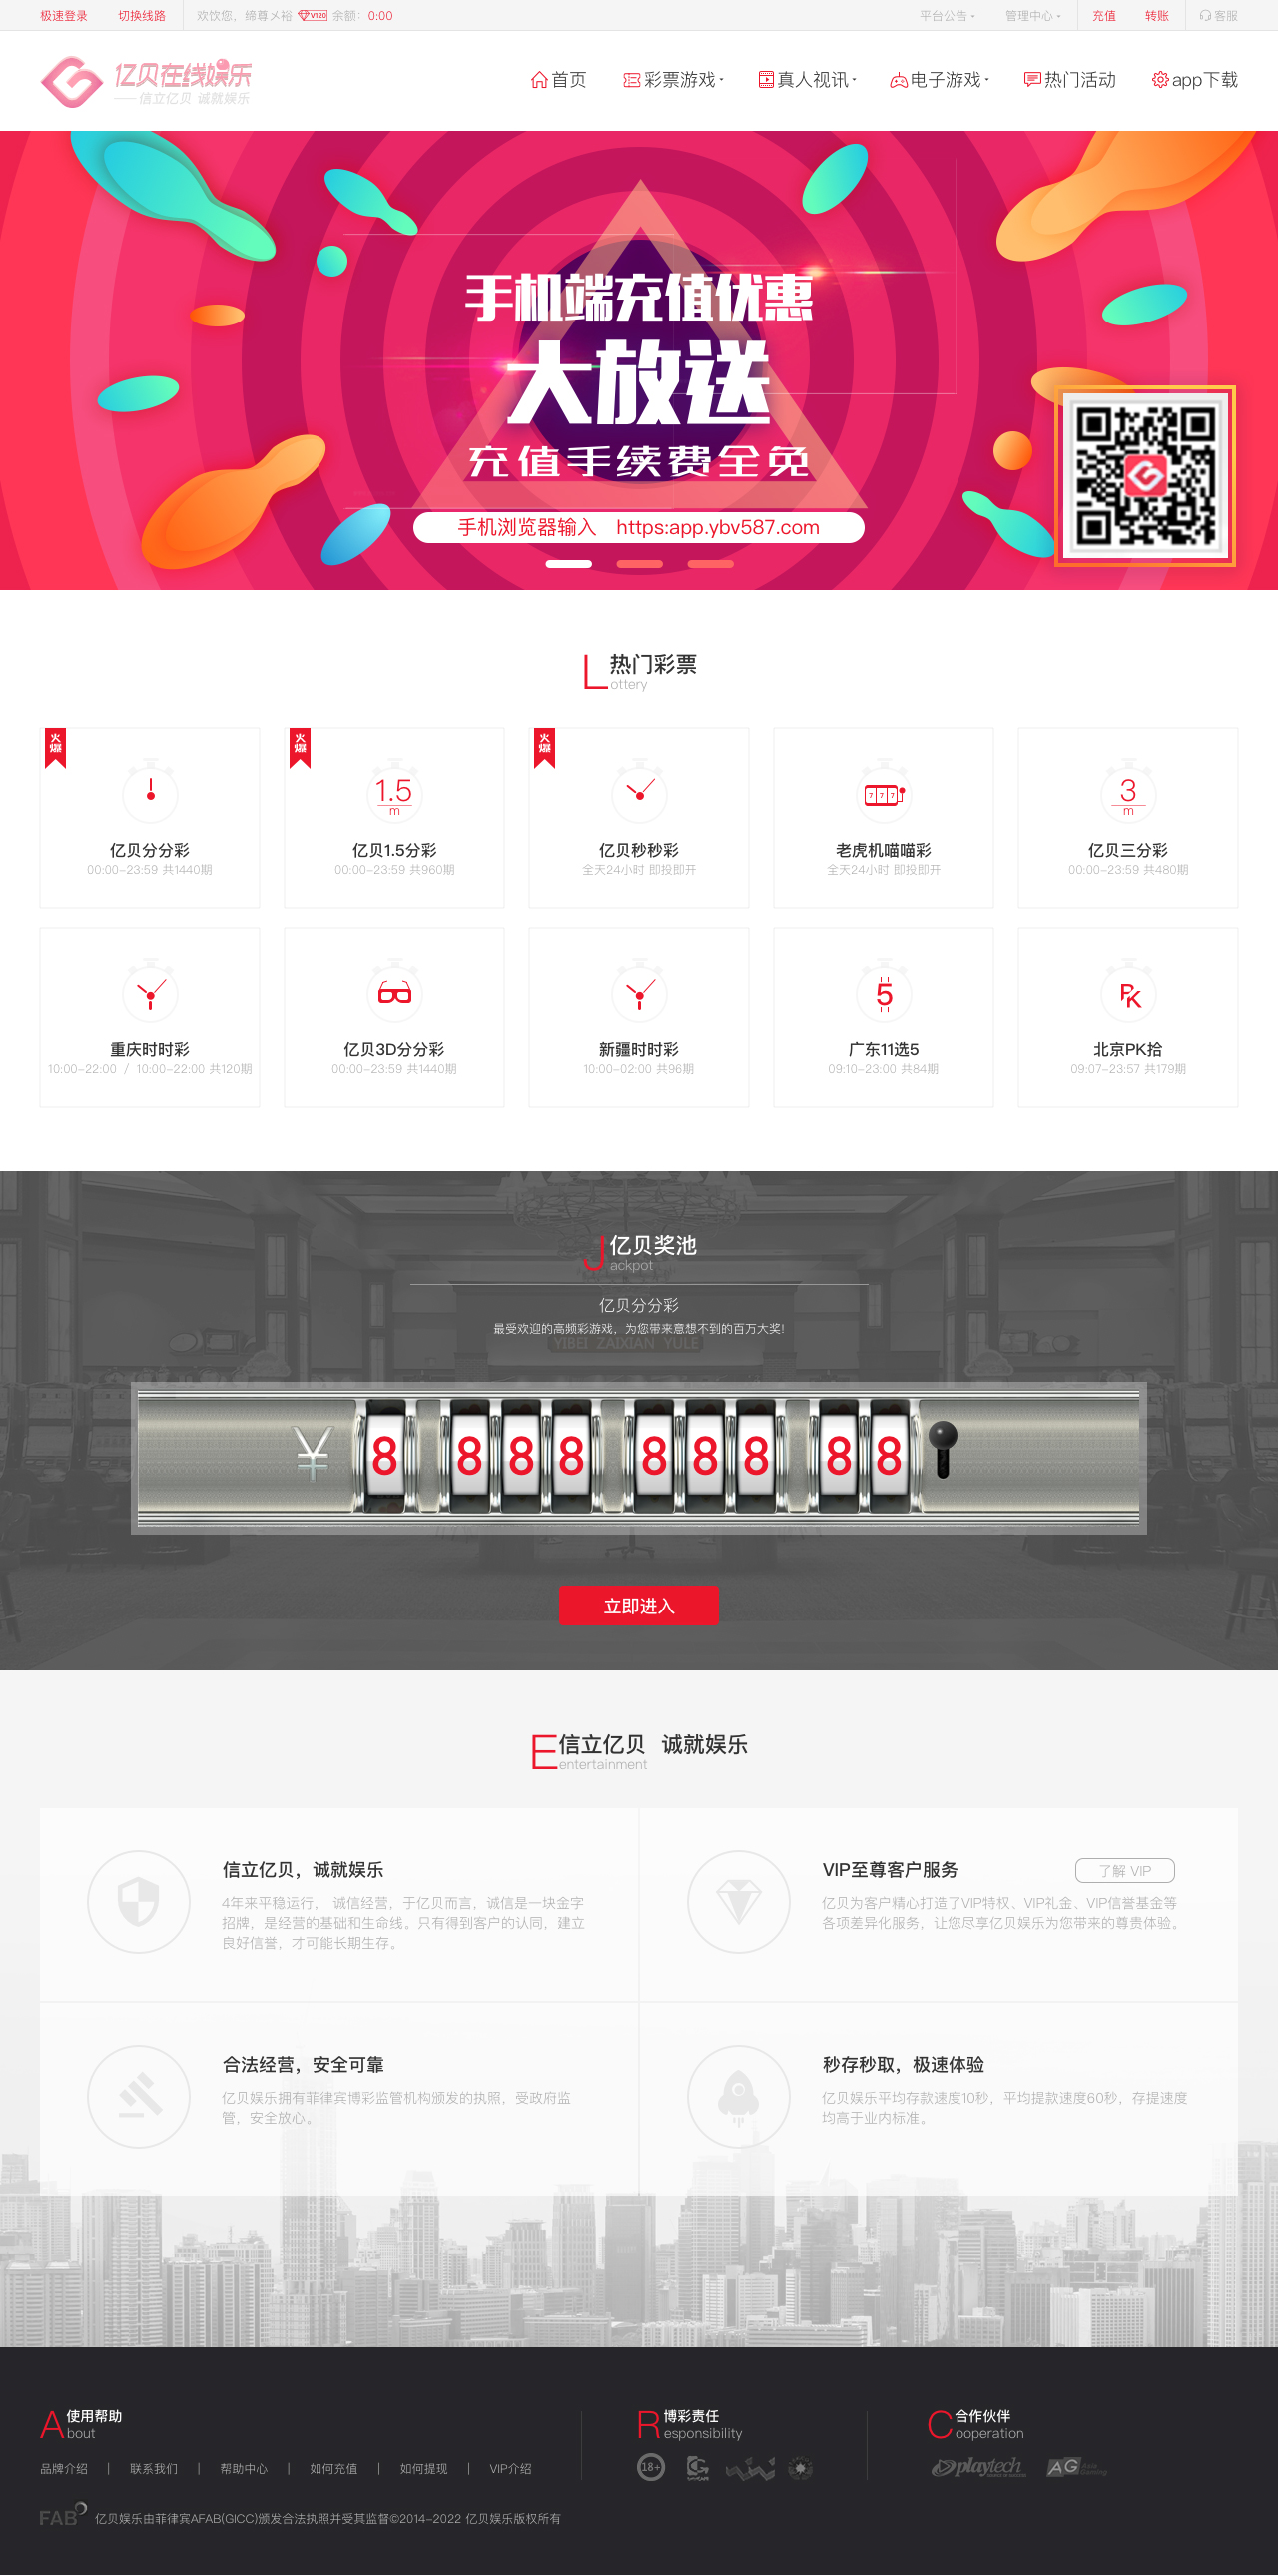 极速登录 切换线路 欢饮您，缔尊メ裕 V120 余额：0:00 平台公告 管理中心 充值 转账 客服
亿贝在线娱乐
信立亿贝 诚就娱乐
首页 彩票游戏 真人视讯 电子游戏 热门活动 app下载
手机端充值优惠
大放送
充值手续费全免
手机浏览器输入 https:app.ybv587.com
L热门彩票
ottery
火爆 火爆 火爆
1.5 m 7 7 7 3 m
亿贝分分彩 亿贝1.5分彩 亿贝秒秒彩 老虎机喵喵彩 亿贝三分彩
00:00-23:59 共1440期 00:00-23:59 共960期 全天24小时 即投即开 全天24小时 即投即开 00:00-23:59 共480期
5 PK
重庆时时彩 亿贝3D分分彩 新疆时时彩 广东11选5 北京PK拾
10:00-22:00 / 10:00-22:00 共120期 00:00-23:59 共1440期 10:00-02:00 共96期 09:10-23:00 共84期 09:07-23:57 共179期
J亿贝奖池
ackpot
亿贝分分彩
最受欢迎的高频彩游戏，为您带来意想不到的百万大奖!
YIBEI ZAIXIAN YULE
¥ 8 8 8 8 8 8 8 8 8
立即进入
E信立亿贝 诚就娱乐
entertainment
信立亿贝，诚就娱乐
4年来平稳运行， 诚信经营，于亿贝而言，诚信是一块金字
招牌，是经营的基础和生命线。只有得到客户的认同，建立
良好信誉，才可能长期生存。
VIP至尊客户服务 了解 VIP
亿贝为客户精心打造了VIP特权、VIP礼金、VIP信誉基金等
各项差异化服务，让您尽享亿贝娱乐为您带来的尊贵体验。
合法经营，安全可靠
亿贝娱乐拥有菲律宾博彩监管机构颁发的执照，受政府监
管，安全放心。
秒存秒取，极速体验
亿贝娱乐平均存款速度10秒，平均提款速度60秒，存提速度
均高于业内标准。
A使用帮助
bout
品牌介绍 | 联系我们 | 帮助中心 | 如何充值 | 如何提现 | VIP介绍
R博彩责任
esponsibility
18+
C合作伙伴
ooperation
playtech AG Asia Gaming
FAB 亿贝娱乐由菲律宾AFAB(GICC)颁发合法执照并受其监督©2014-2022 亿贝娱乐版权所有